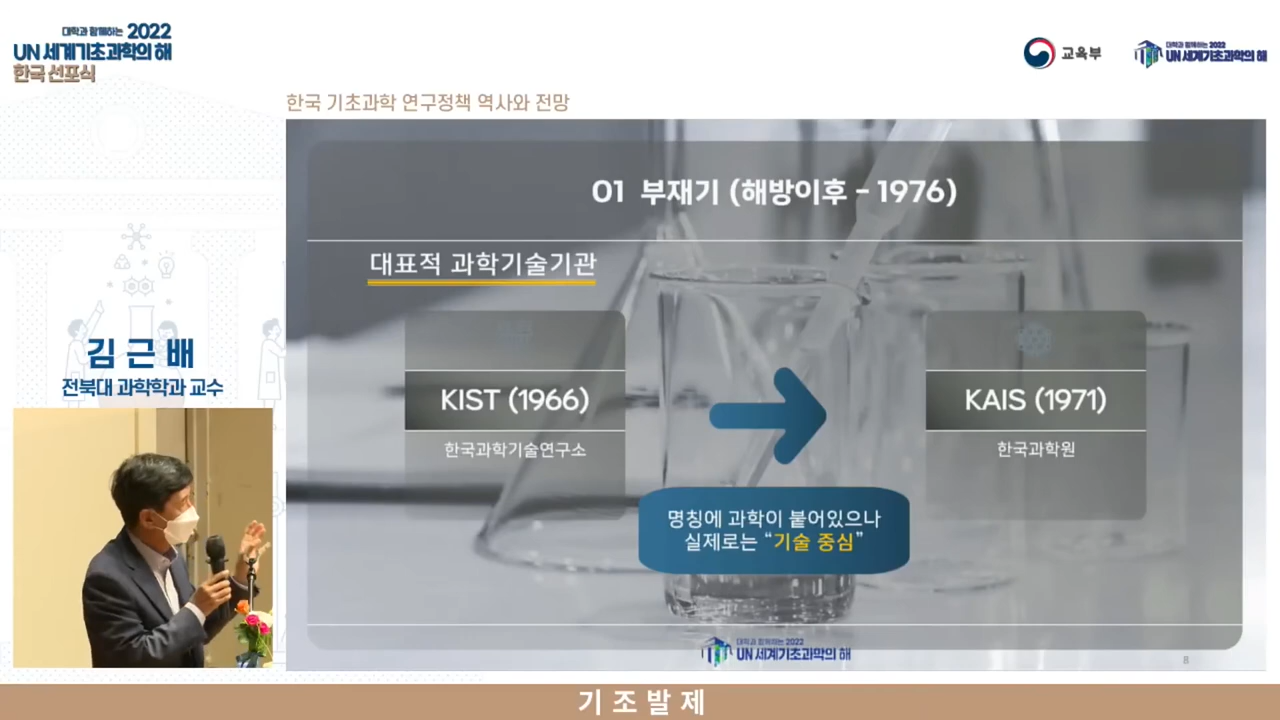 대학과 함께하는 2022
UN 세계기초과학의 해
한국 선포식
교육부
대학과 함께하는 2022
UN 세계기초과학의 해
한국 기초과학 연구정책 역사와 전망
01 부재기 (해방이후 - 1976)
대표적 과학기술기관
KIST (1966)
한국과학기술연구소
KAIS (1971)
한국과학원
명칭에 과학이 붙어있으나
실제로는 “기술 중심”
김근배
전북대 과학학과 교수
대학과 함께하는 2022
UN 세계기초과학의 해
8
기조발제